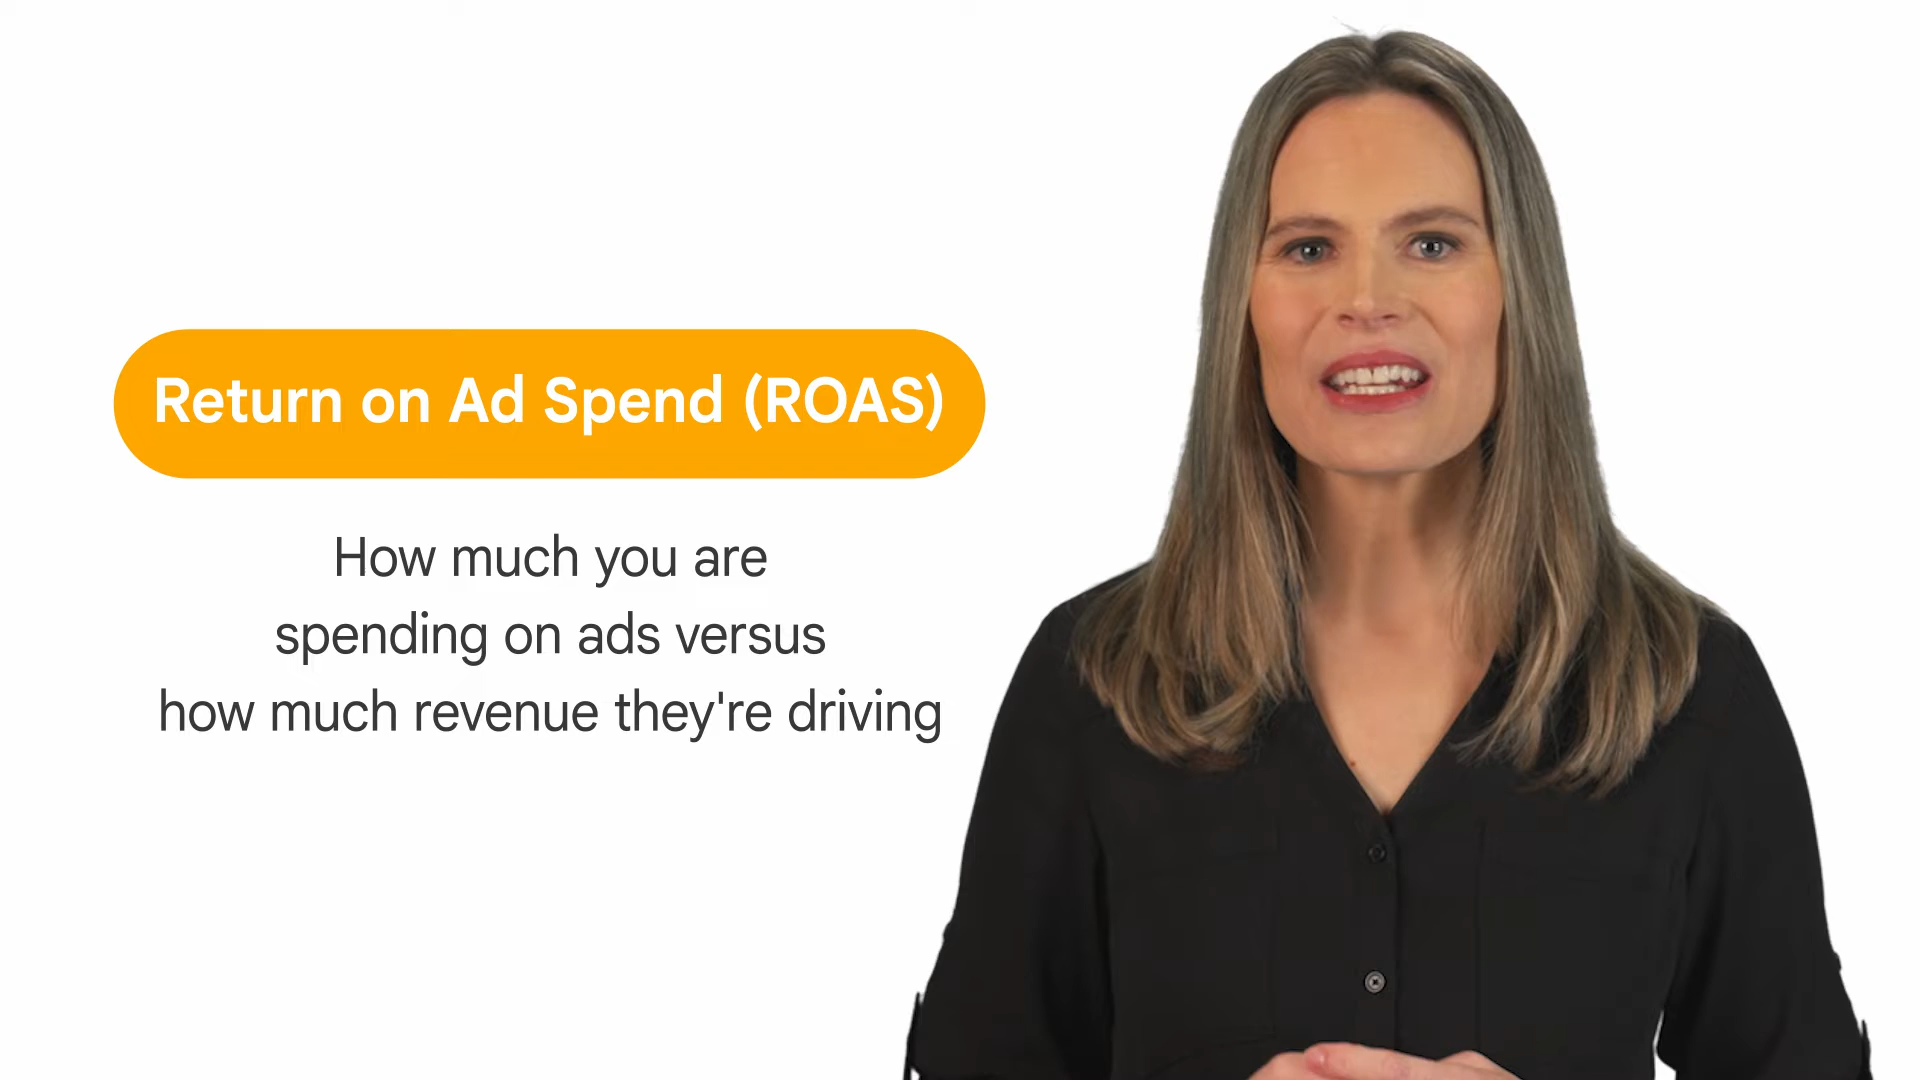 Return on Ad Spend (ROAS)
How much you are
spending on ads versus
how much revenue they're driving